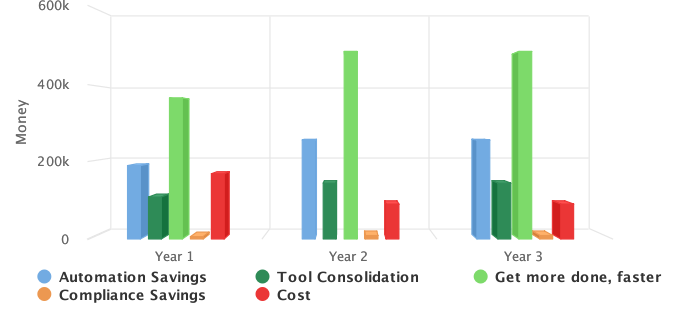 600k
400k
200k
0
Money
Year 1 Year 2 Year 3
Automation Savings Tool Consolidation Get more done, faster
Compliance Savings Cost